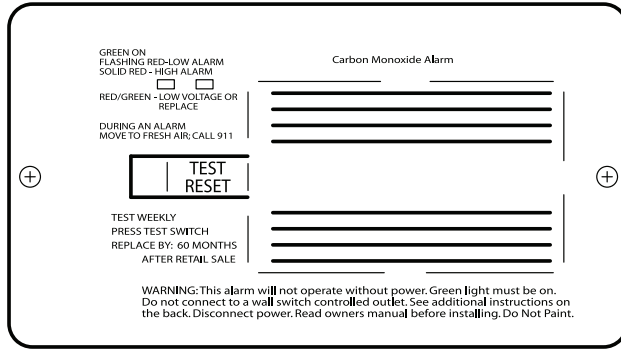 GREEN ON
FLASHING RED-LOW ALARM
SOLID RED - HIGH ALARM
Carbon Monoxide Alarm
RED/GREEN - LOW VOLTAGE OR
REPLACE
DURING AN ALARM
MOVE TO FRESH AIR; CALL 911
TEST
RESET
TEST WEEKLY
PRESS TEST SWITCH
REPLACE BY: 60 MONTHS
AFTER RETAIL SALE
WARNING: This alarm will not operate without power. Green light must be on.
Do not connect to a wall switch controlled outlet. See additional instructions on
the back. Disconnect power. Read owners manual before installing. Do Not Paint.